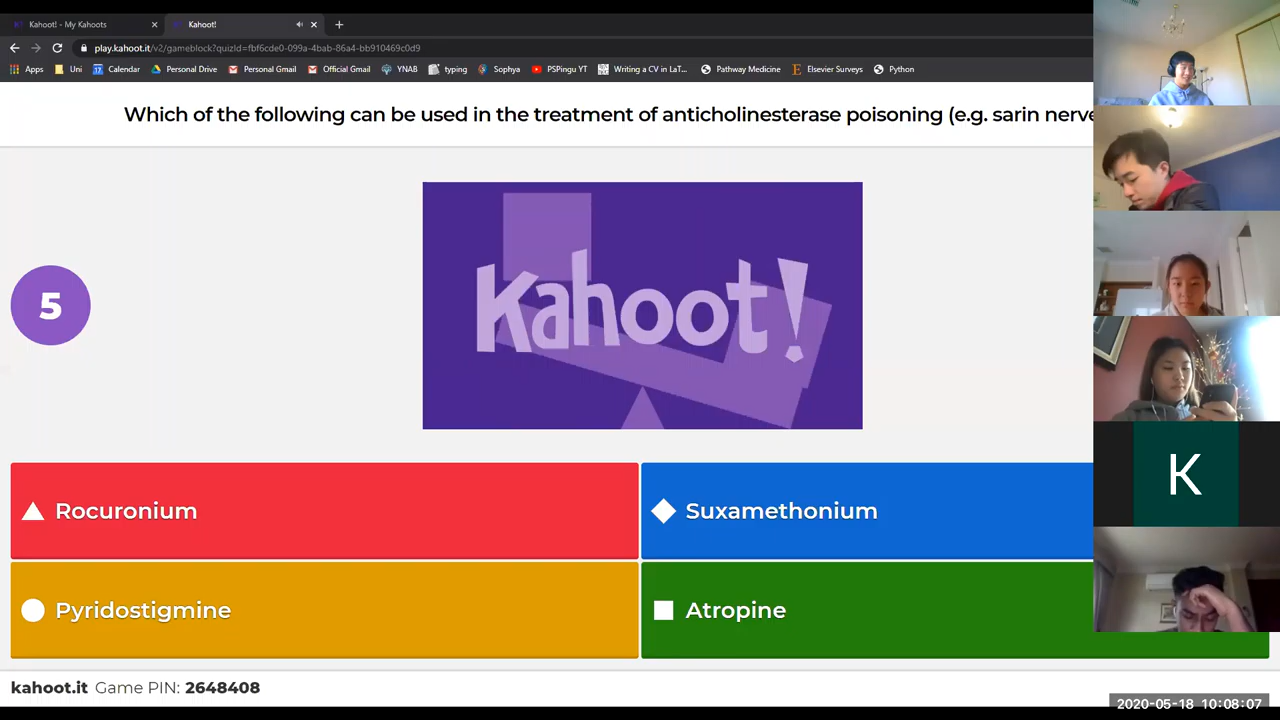 Kahoot! - My Kahoots
Kahoot!
play.kahoot.it/v2/gameblock?quizId=fbf6cde0-099a-4bab-86a4-bb910469c0d9
Apps Uni Calendar Personal Drive Personal Gmail Official Gmail YNAB typing Sophya PSPingu YT Writing a CV in LaT... Pathway Medicine Elsevier Surveys Python
Which of the following can be used in the treatment of anticholinesterase poisoning (e.g. sarin nerve
Kahoot!
5
Rocuronium
Suxamethonium
Pyridostigmine
Atropine
K
kahoot.it Game PIN: 2648408
2020-05-18 10:08:07